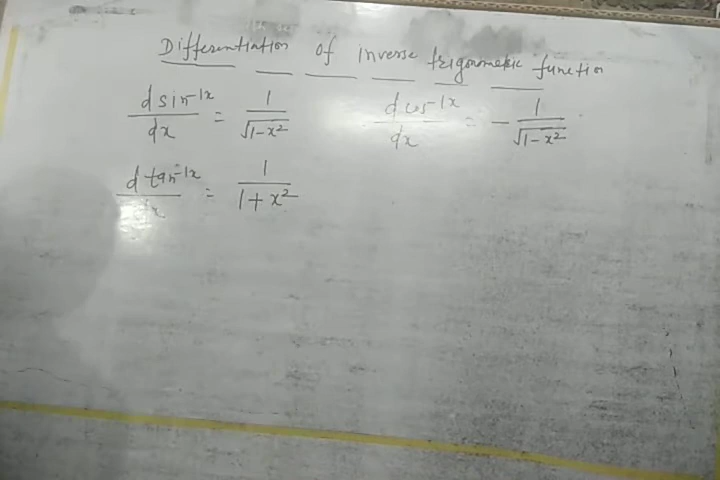 Differentiation of inverse trigonometric function
d sin⁻¹x / dx = 1 / √1-x²    d cos⁻¹x / dx = - 1 / √1-x²
d tan⁻¹x / dx = 1 / 1+x²